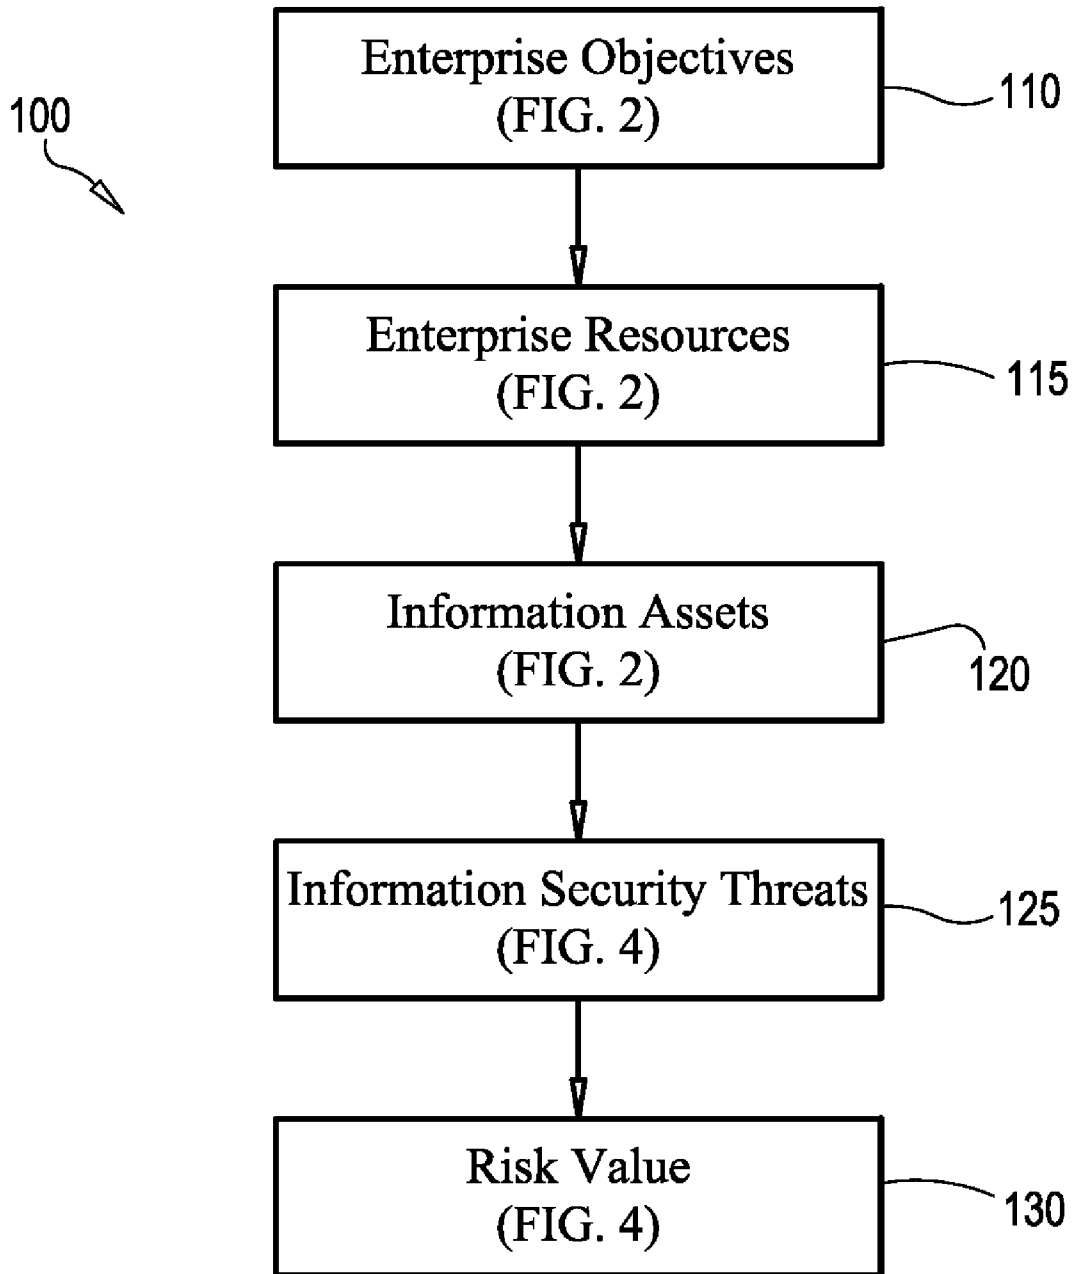 100
Enterprise Objectives
(FIG. 2)
110
Enterprise Resources
(FIG. 2)
115
Information Assets
(FIG. 2)
120
Information Security Threats
(FIG. 4)
125
Risk Value
(FIG. 4)
130